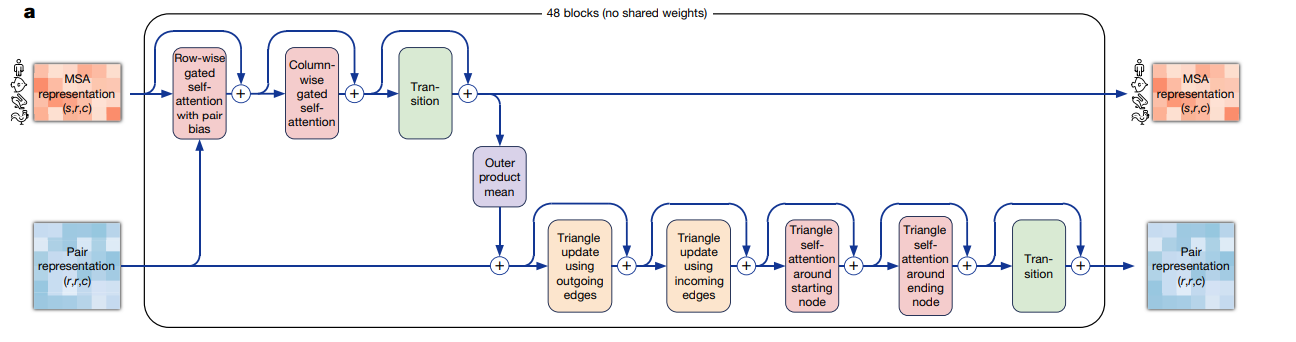 a
48 blocks (no shared weights)
MSA
representation
(s,r,c)
Row-wise
gated
self-
attention
with pair
bias
+
Column-
wise
gated
self-
attention
+
Tran-
sition
+
MSA
representation
(s,r,c)
Outer
product
mean
Pair
representation
(r,r,c)
+
Triangle
update
using
outgoing
edges
+
Triangle
update
using
incoming
edges
+
Triangle
self-
attention
around
starting
node
+
Triangle
self-
attention
around
ending
node
+
Tran-
sition
+
Pair
representation
(r,r,c)